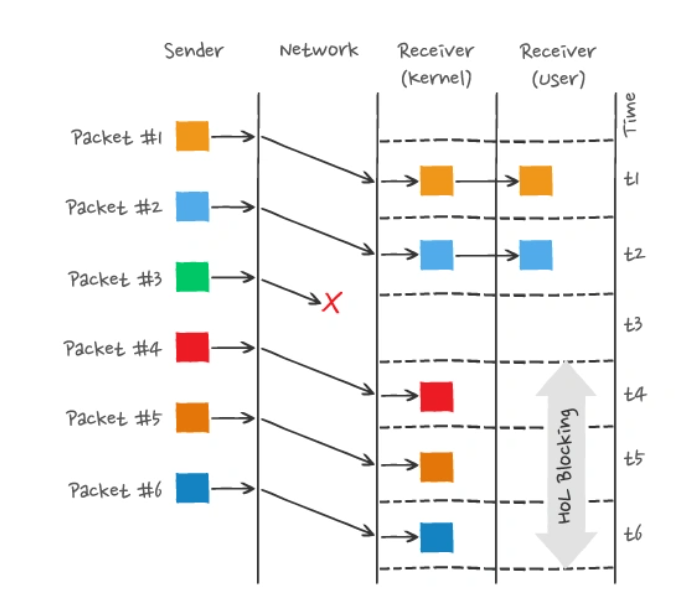 Sender
Network
Receiver
(kernel)
Receiver
(user)
Time
Packet #1
t1
Packet #2
t2
Packet #3
X
t3
Packet #4
t4
Packet #5
t5
HOL Blocking
Packet #6
t6